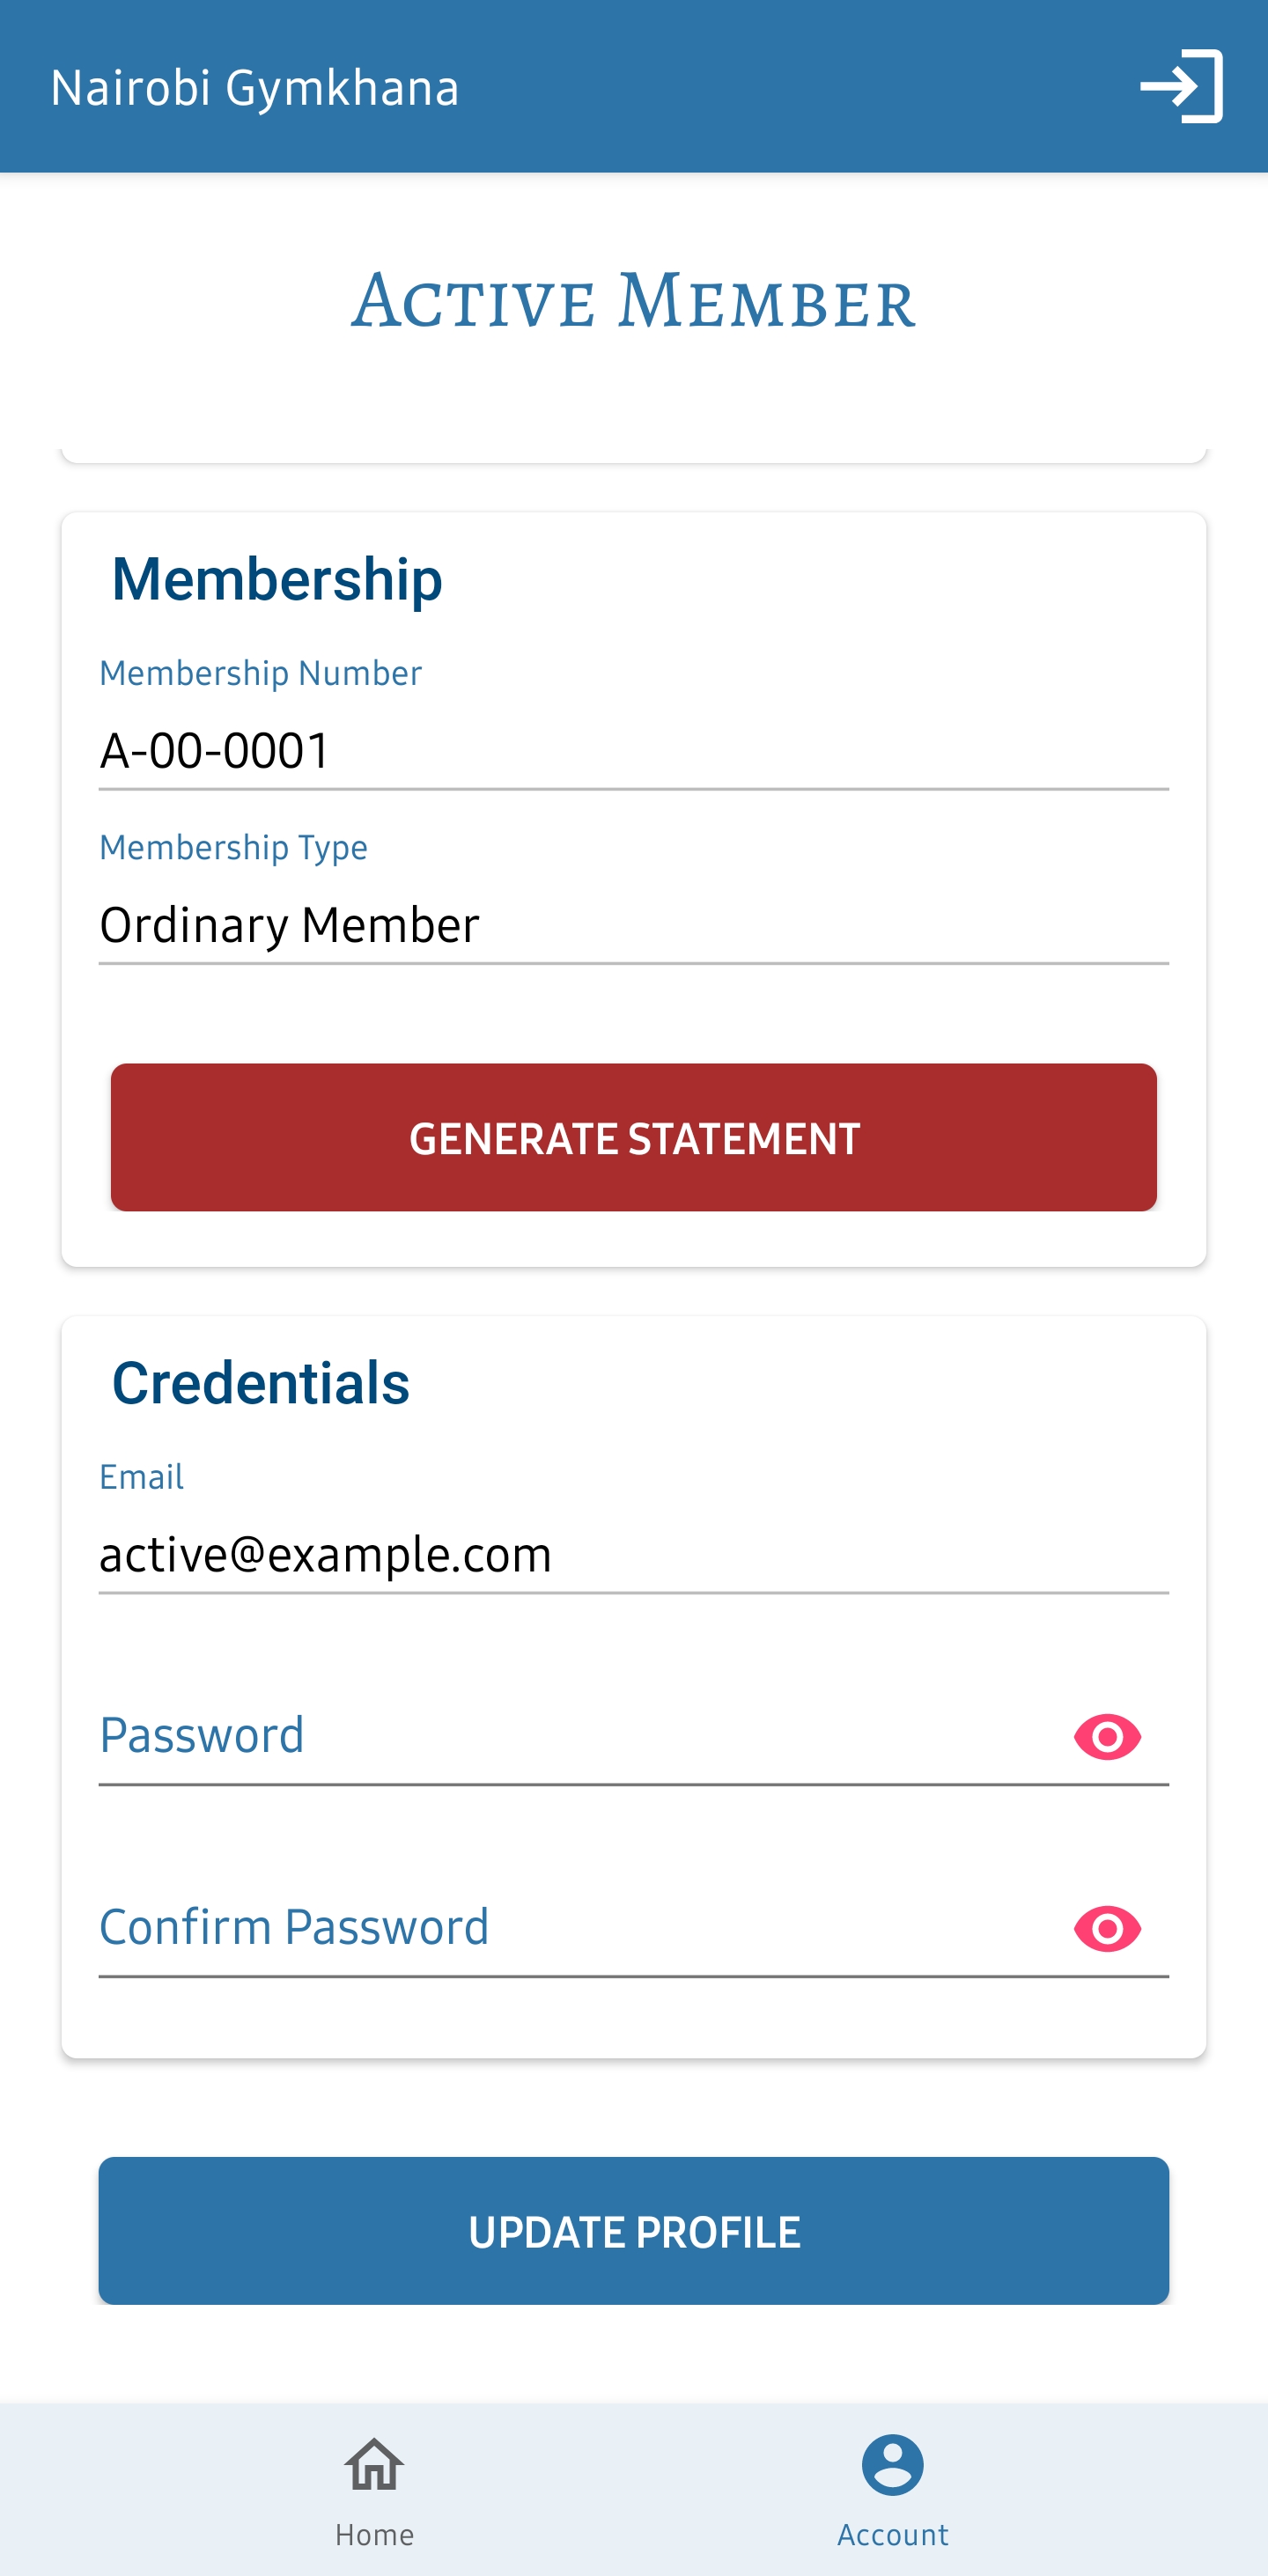 Nairobi Gymkhana
Active Member
Membership
Membership Number
A-00-0001
Membership Type
Ordinary Member
GENERATE STATEMENT
Credentials
Email
active@example.com
Password
Confirm Password
UPDATE PROFILE
Home
Account